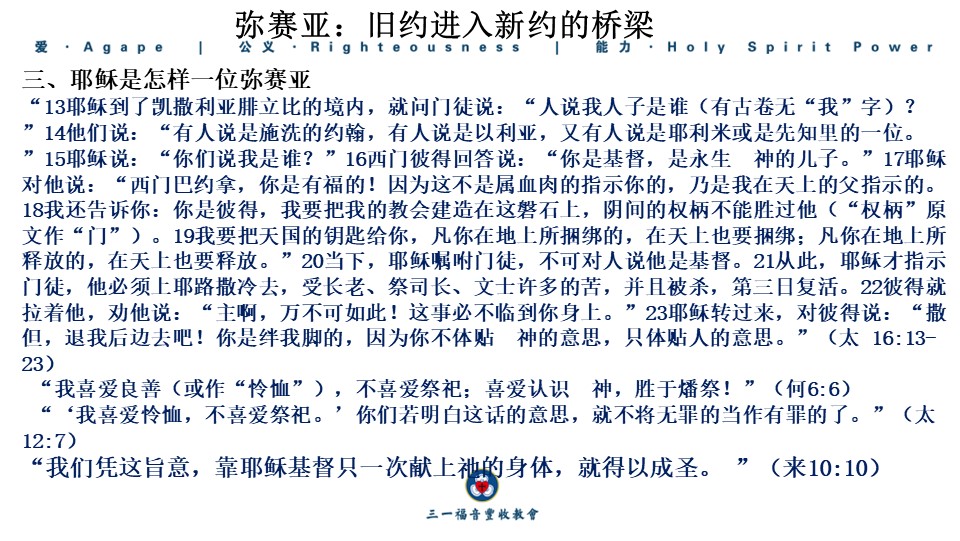 弥赛亚：旧约进入新约的桥梁
爱 · Agape | 公义 · Righteousness | 能力 · Holy Spirit Power
三、耶稣是怎样一位弥赛亚
“13耶稣到了凯撒利亚腓立比的境内，就问门徒说：“人说我人子是谁（有古卷无“我”字）？
”14他们说：“有人说是施洗的约翰，有人说是以利亚，又有人说是耶利米或是先知里的一位。
”15耶稣说：“你们说我是谁？”16西门彼得回答说：“你是基督，是永生　神的儿子。”17耶稣
对他说：“西门巴约拿，你是有福的！因为这不是属血肉的指示你的，乃是我在天上的父指示的。
18我还告诉你：你是彼得，我要把我的教会建造在这磐石上，阴间的权柄不能胜过他（“权柄”原
文作“门”）。19我要把天国的钥匙给你，凡你在地上所捆绑的，在天上也要捆绑；凡你在地上所
释放的，在天上也要释放。”20当下，耶稣嘱咐门徒，不可对人说他是基督。21从此，耶稣才指示
门徒，他必须上耶路撒冷去，受长老、祭司长、文士许多的苦，并且被杀，第三日复活。22彼得就
拉着他，劝他说：“主啊，万不可如此！这事必不临到你身上。”23耶稣转过来，对彼得说：“撒
但，退我后边去吧！你是绊我脚的，因为你不体贴　神的意思，只体贴人的意思。”（太 16:13-
23）
“我喜爱良善（或作“怜恤”），不喜爱祭祀；喜爱认识　神，胜于燔祭！”（何6:6）
“‘我喜爱怜恤，不喜爱祭祀。’你们若明白这话的意思，就不将无罪的当作有罪的了。”（太
12:7）
“我们凭这旨意，靠耶稣基督只一次献上祂的身体，就得以成圣。 ”（来10:10）
三一福音豐收教會